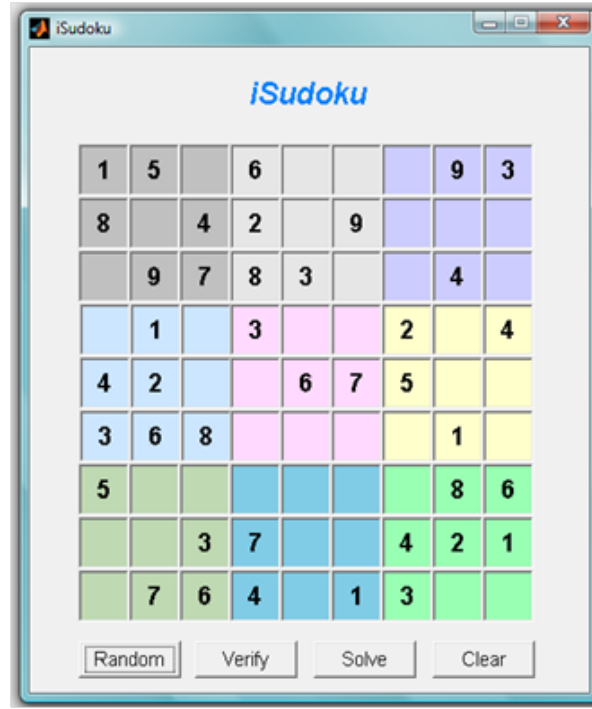 iSudoku
iSudoku
1 5 6 9 3
8 4 2 9
9 7 8 3 4
1 3 2 4
4 2 6 7 5
3 6 8 1
5 8 6
3 7 4 2 1
7 6 4 1 3
Random Verify Solve Clear